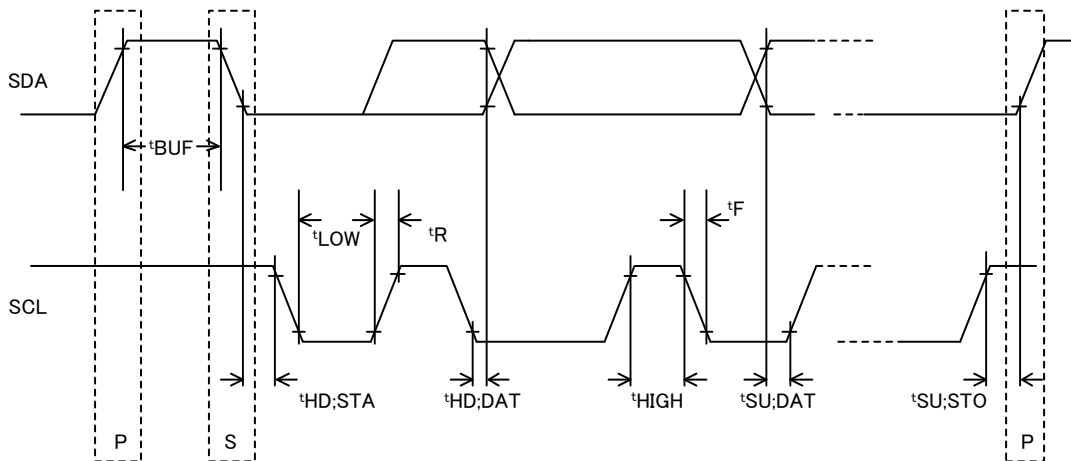 SDA
tBUF
tLOW
tR
tF
SCL
tHD;STA
tHD;DAT
tHIGH
tSU;DAT
tSU;STO
P
S
P